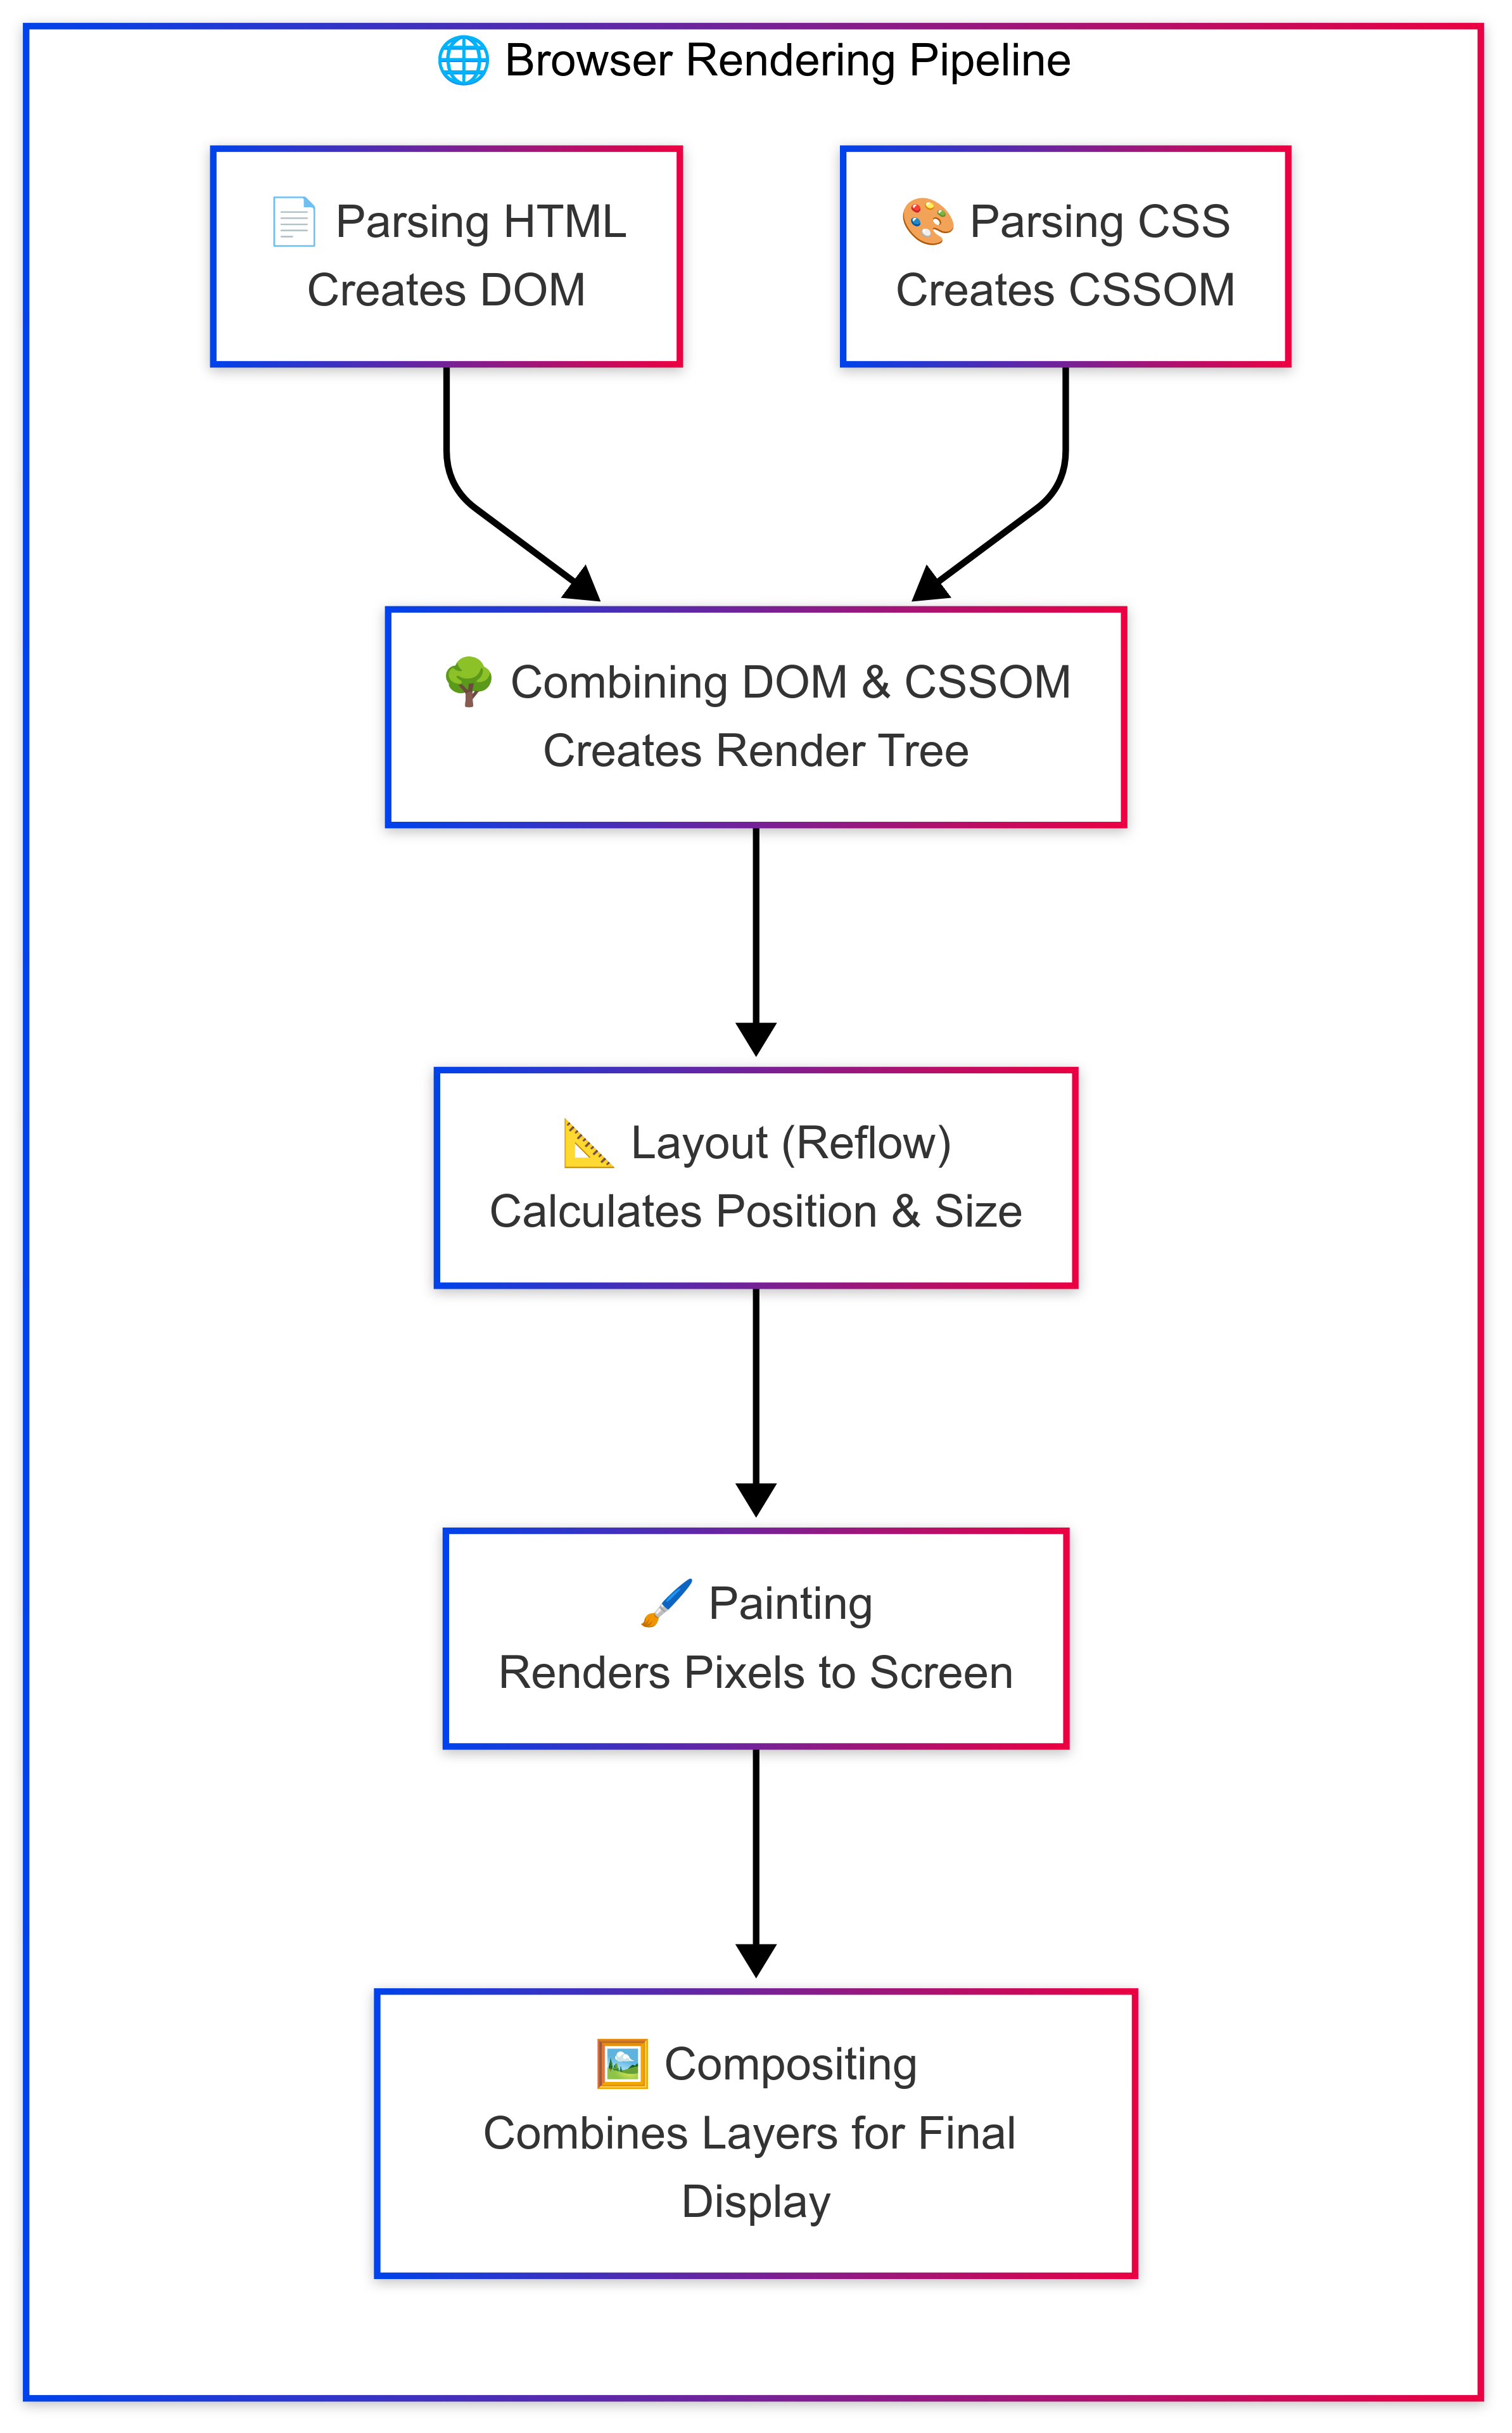 🌐 Browser Rendering Pipeline
📄 Parsing HTML
Creates DOM
🎨 Parsing CSS
Creates CSSOM
🌳 Combining DOM & CSSOM
Creates Render Tree
📐 Layout (Reflow)
Calculates Position & Size
🖌️ Painting
Renders Pixels to Screen
🖼️ Compositing
Combines Layers for Final
Display